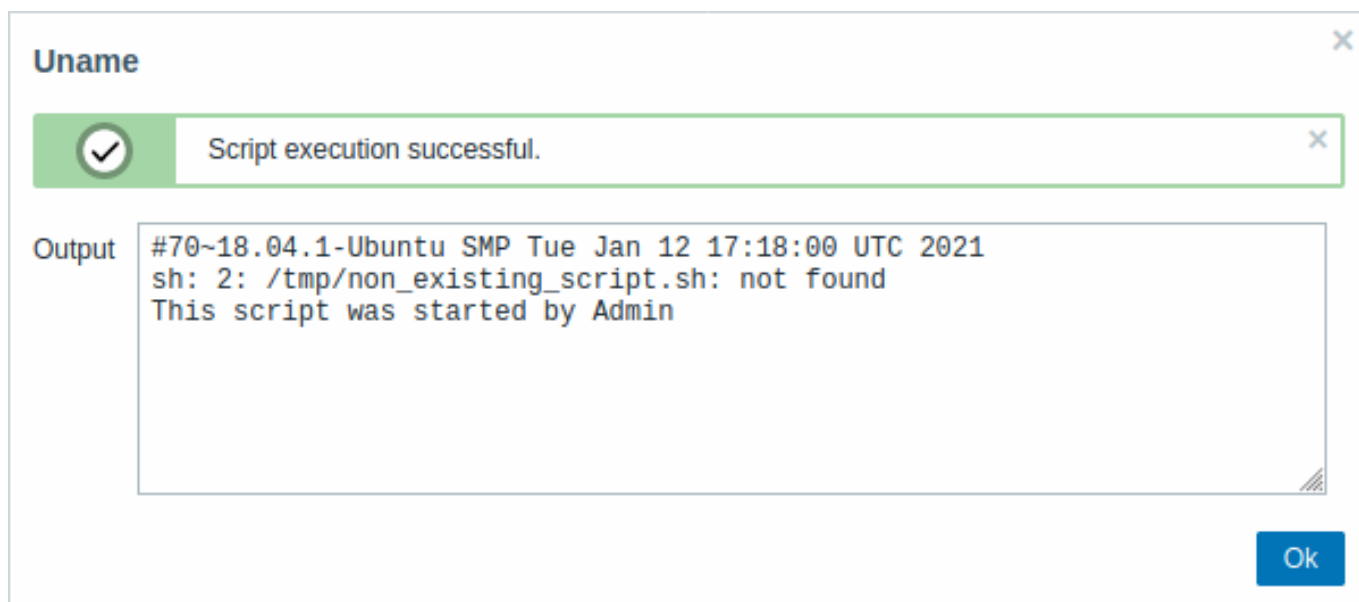 Uname
Script execution successful.
Output
#70~18.04.1-Ubuntu SMP Tue Jan 12 17:18:00 UTC 2021
sh: 2: /tmp/non_existing_script.sh: not found
This script was started by Admin
Ok